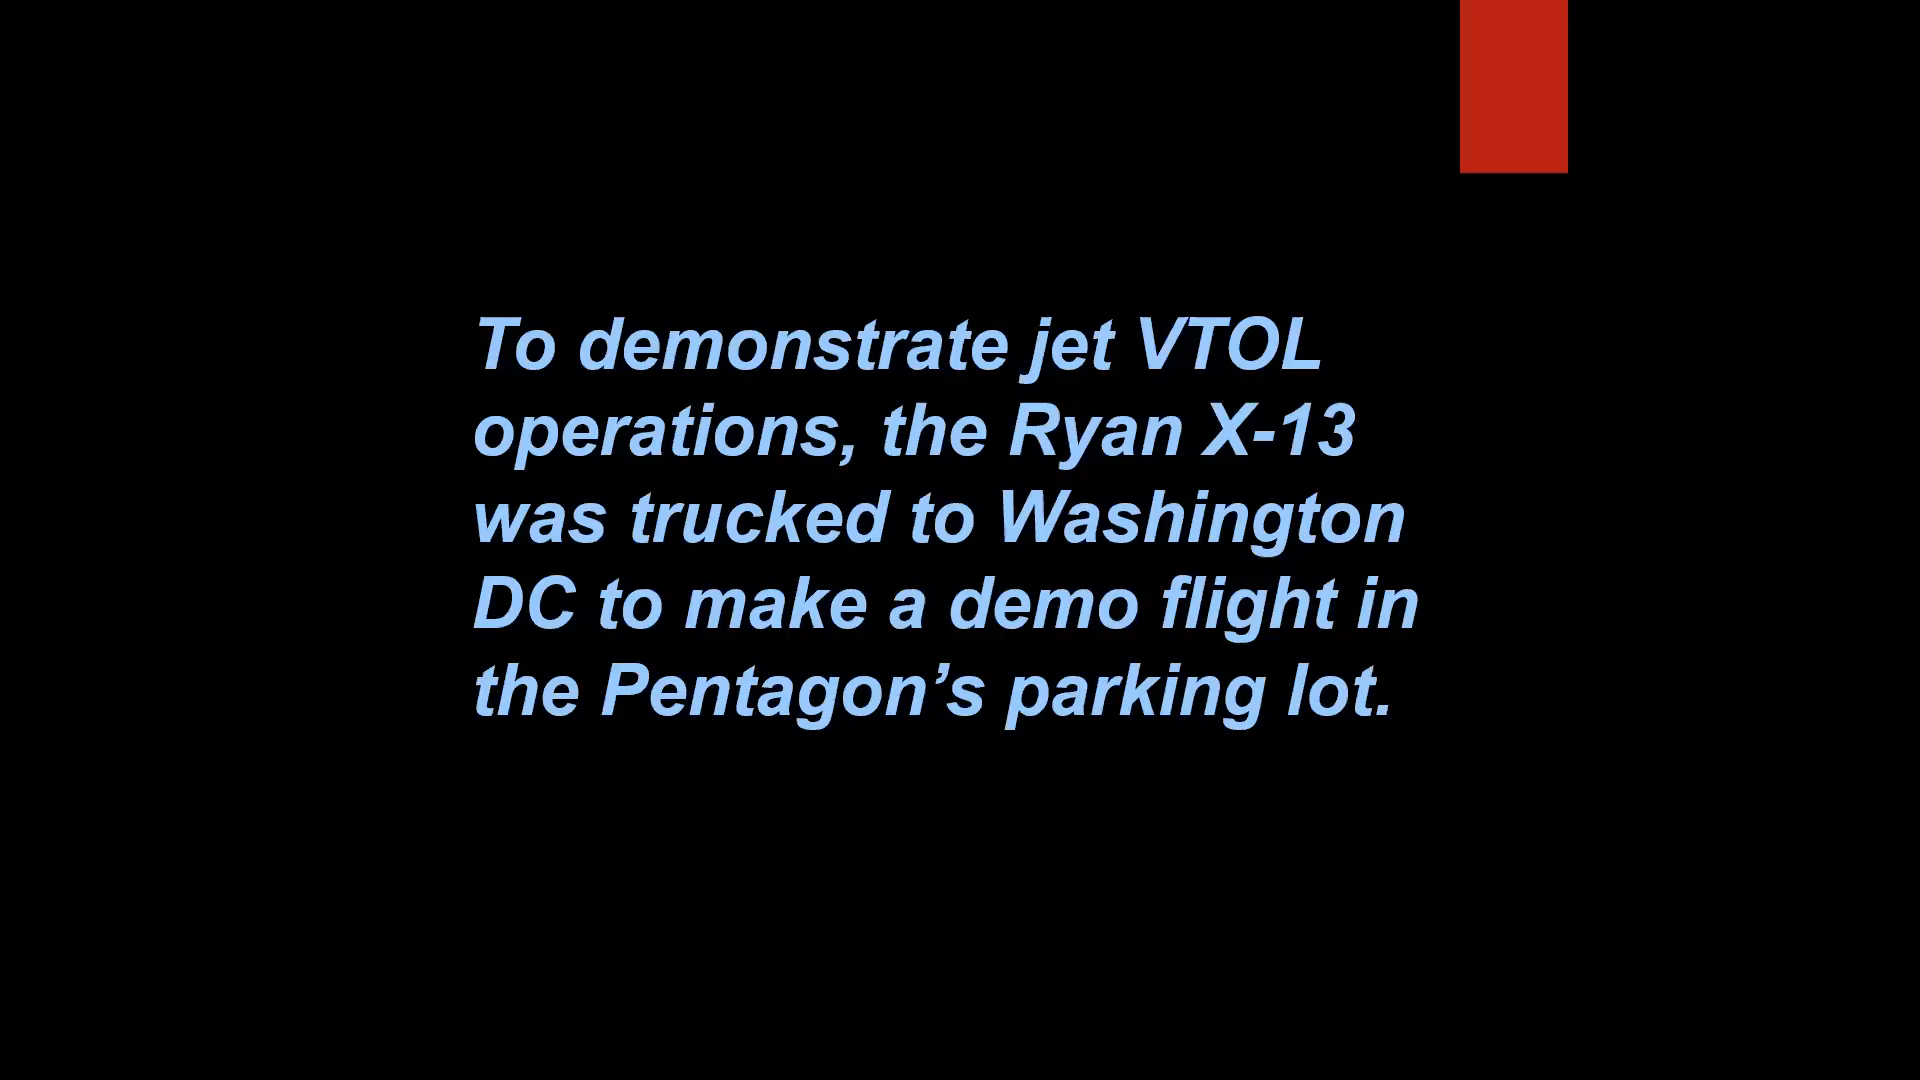 To demonstrate jet VTOL
operations, the Ryan X-13
was trucked to Washington
DC to make a demo flight in
the Pentagon’s parking lot.